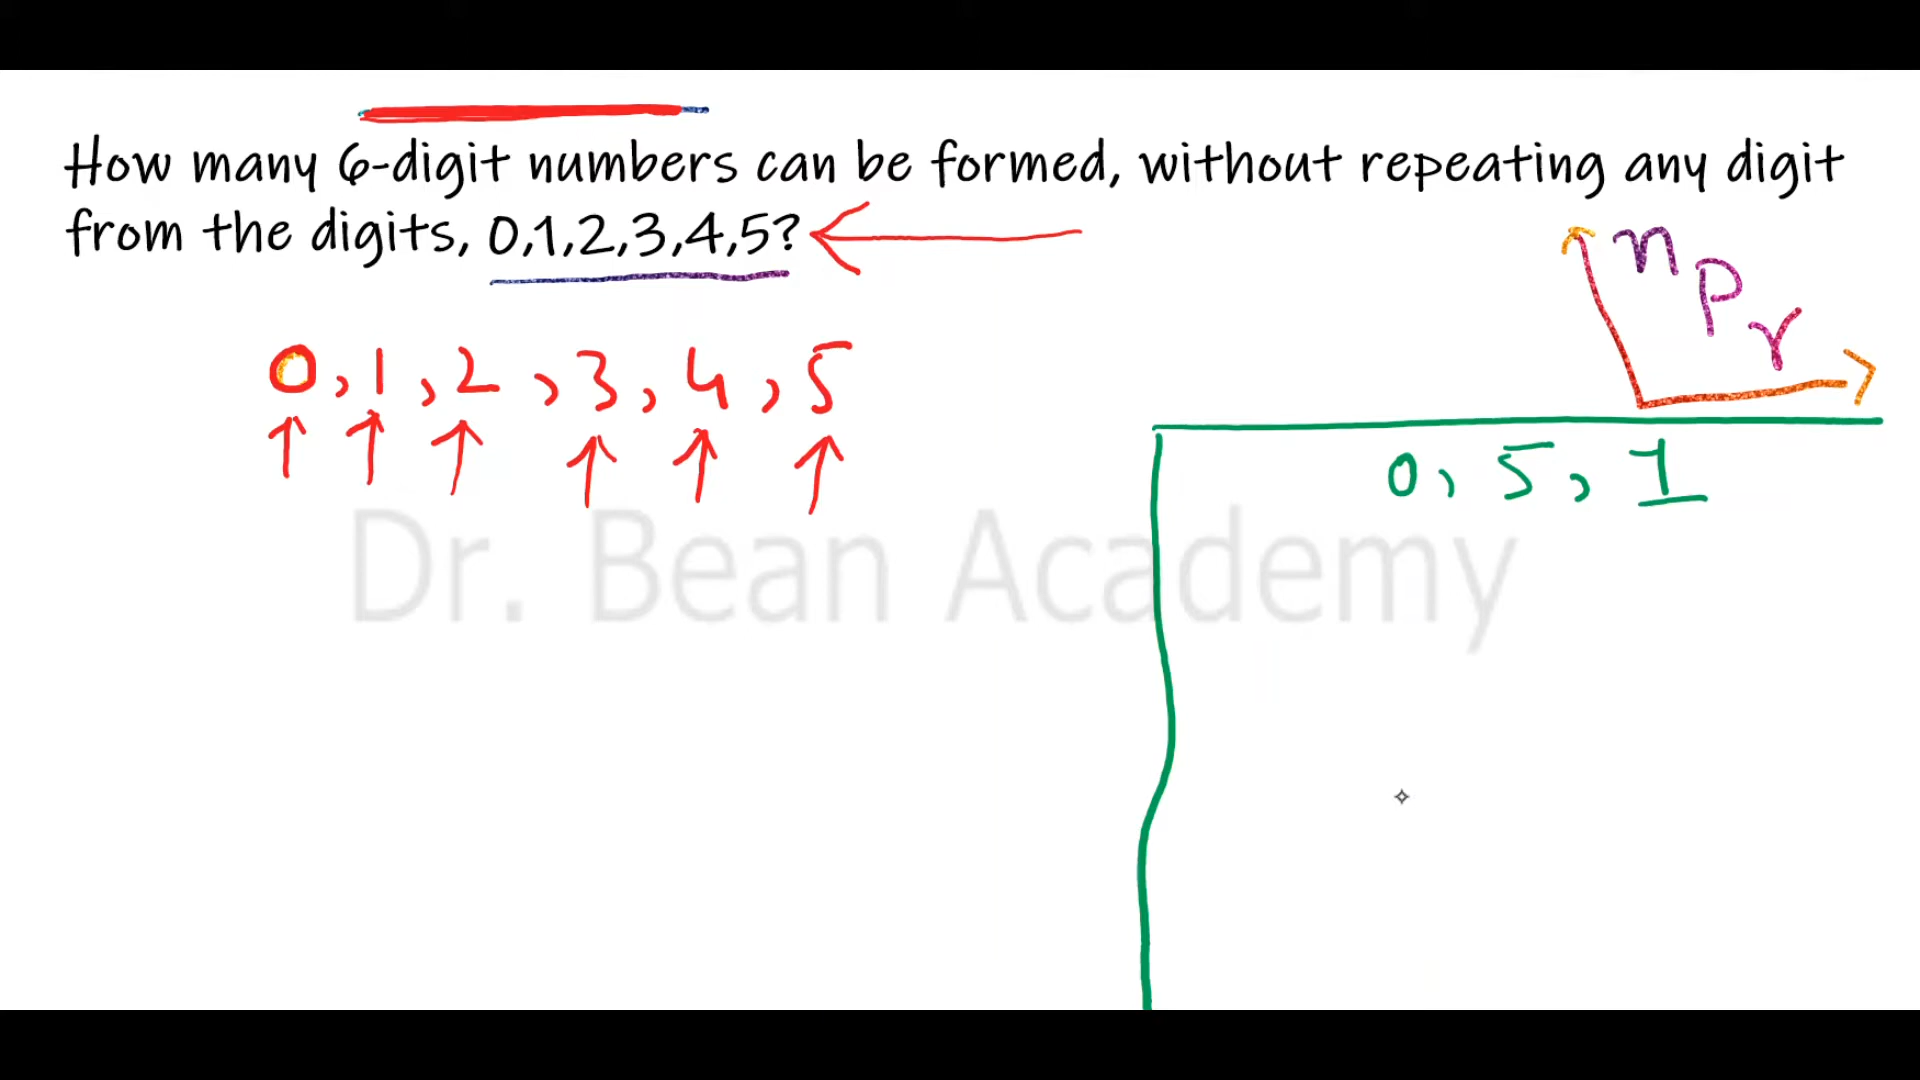 How many 6-digit numbers can be formed, without repeating any digit
from the digits, 0,1,2,3,4,5?
n P r
0, 1, 2, 3, 4, 5
0, 5, 1
Dr. Bean Academy